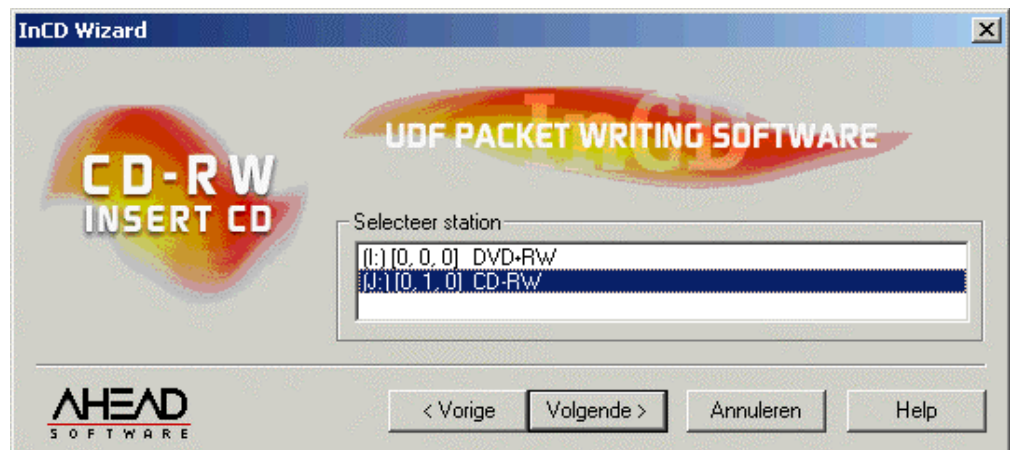 InCD Wizard
CD-RW
INSERT CD
InCD
UDF PACKET WRITING SOFTWARE
Selecteer station
(I:) [0, 0, 0] DVD+RW
(J:) [0, 1, 0] CD-RW
AHEAD
SOFTWARE
< Vorige
Volgende >
Annuleren
Help